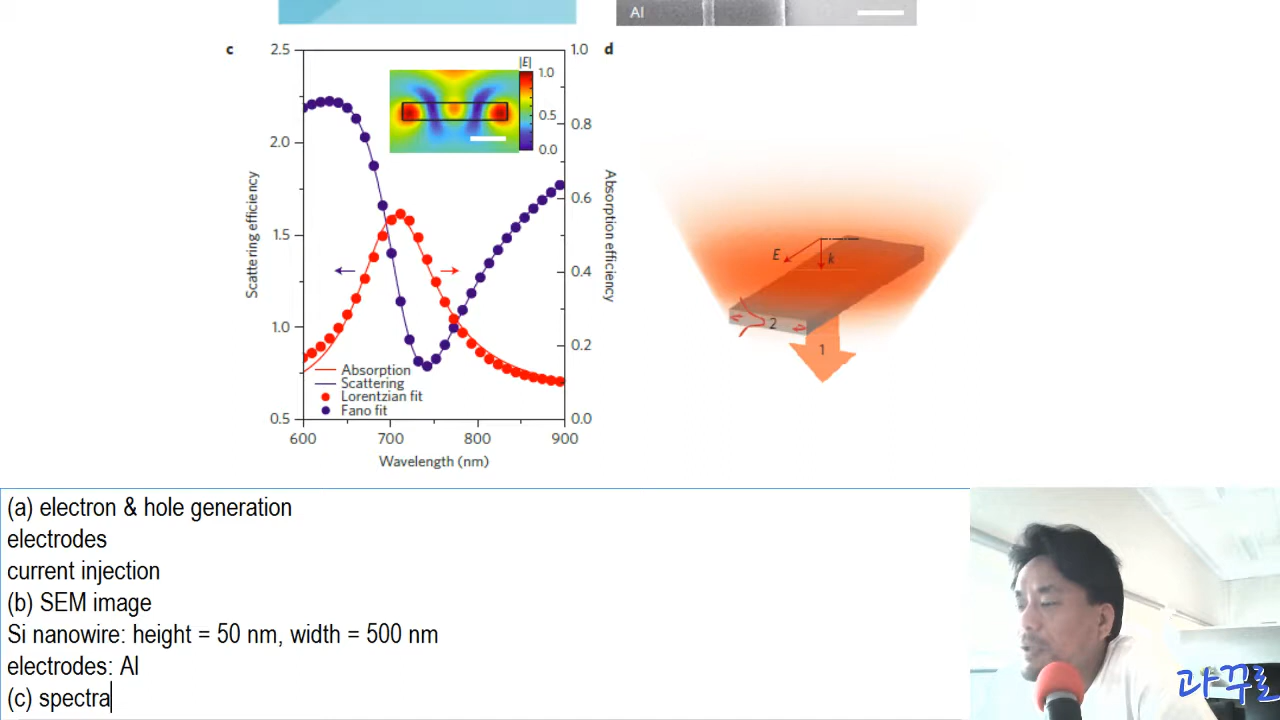 Al
c
d
2.5
2.0
1.5
1.0
0.5
Scattering efficiency
1.0
0.8
0.6
0.4
0.2
0.0
Absorption efficiency
|E|
1.0
0.5
0.0
Absorption
Scattering
Lorentzian fit
Fano fit
600
700
800
900
Wavelength (nm)
E
k
2
1
(a) electron & hole generation
electrodes
current injection
(b) SEM image
Si nanowire: height = 50 nm, width = 500 nm
electrodes: Al
(c) spectra
과꾸로